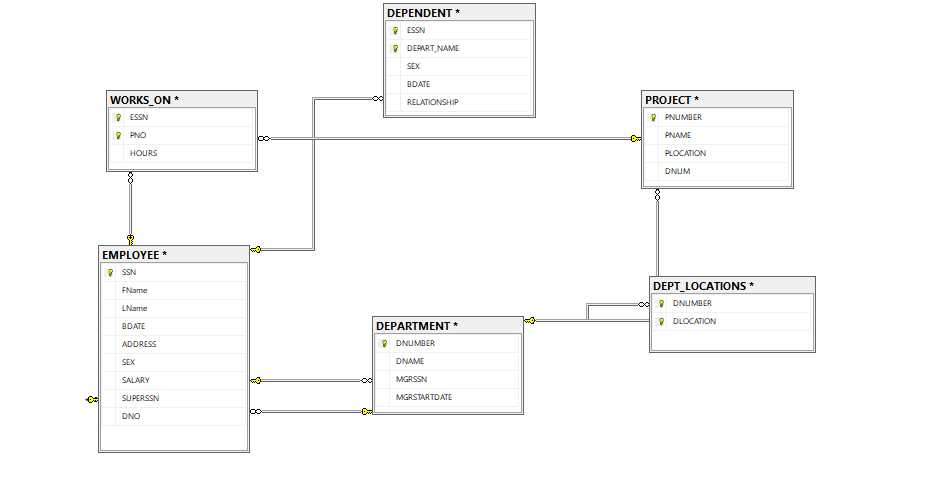 DEPENDENT *
ESSN
DEPART_NAME
SEX
BDATE
RELATIONSHIP
WORKS_ON *
ESSN
PNO
HOURS
PROJECT *
PNUMBER
PNAME
PLOCATION
DNUM
EMPLOYEE *
SSN
FName
LName
BDATE
ADDRESS
SEX
SALARY
SUPERSSN
DNO
DEPARTMENT *
DNUMBER
DNAME
MGRSSN
MGRSTARTDATE
DEPT_LOCATIONS *
DNUMBER
DLOCATION